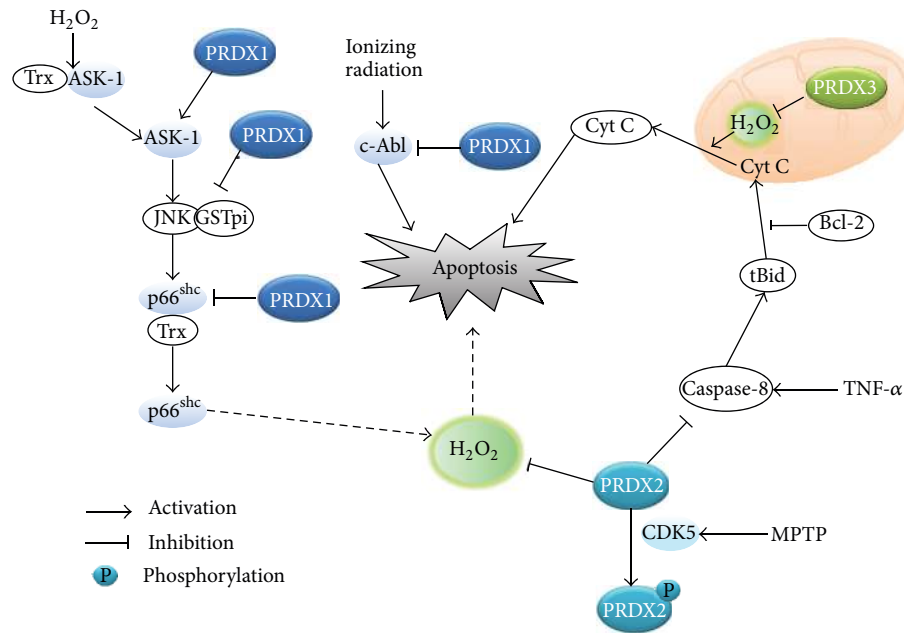 H₂O₂
Trx
ASK-1
PRDX1
ASK-1
PRDX1
JNK
GSTpi
p66ˢʰᶜ
PRDX1
Trx
p66ˢʰᶜ
Ionizing
radiation
c-Abl
PRDX1
Cyt C
PRDX3
H₂O₂
Cyt C
Bcl-2
tBid
Apoptosis
Caspase-8
TNF-α
H₂O₂
PRDX2
CDK5
MPTP
P
PRDX2
Activation
Inhibition
P Phosphorylation